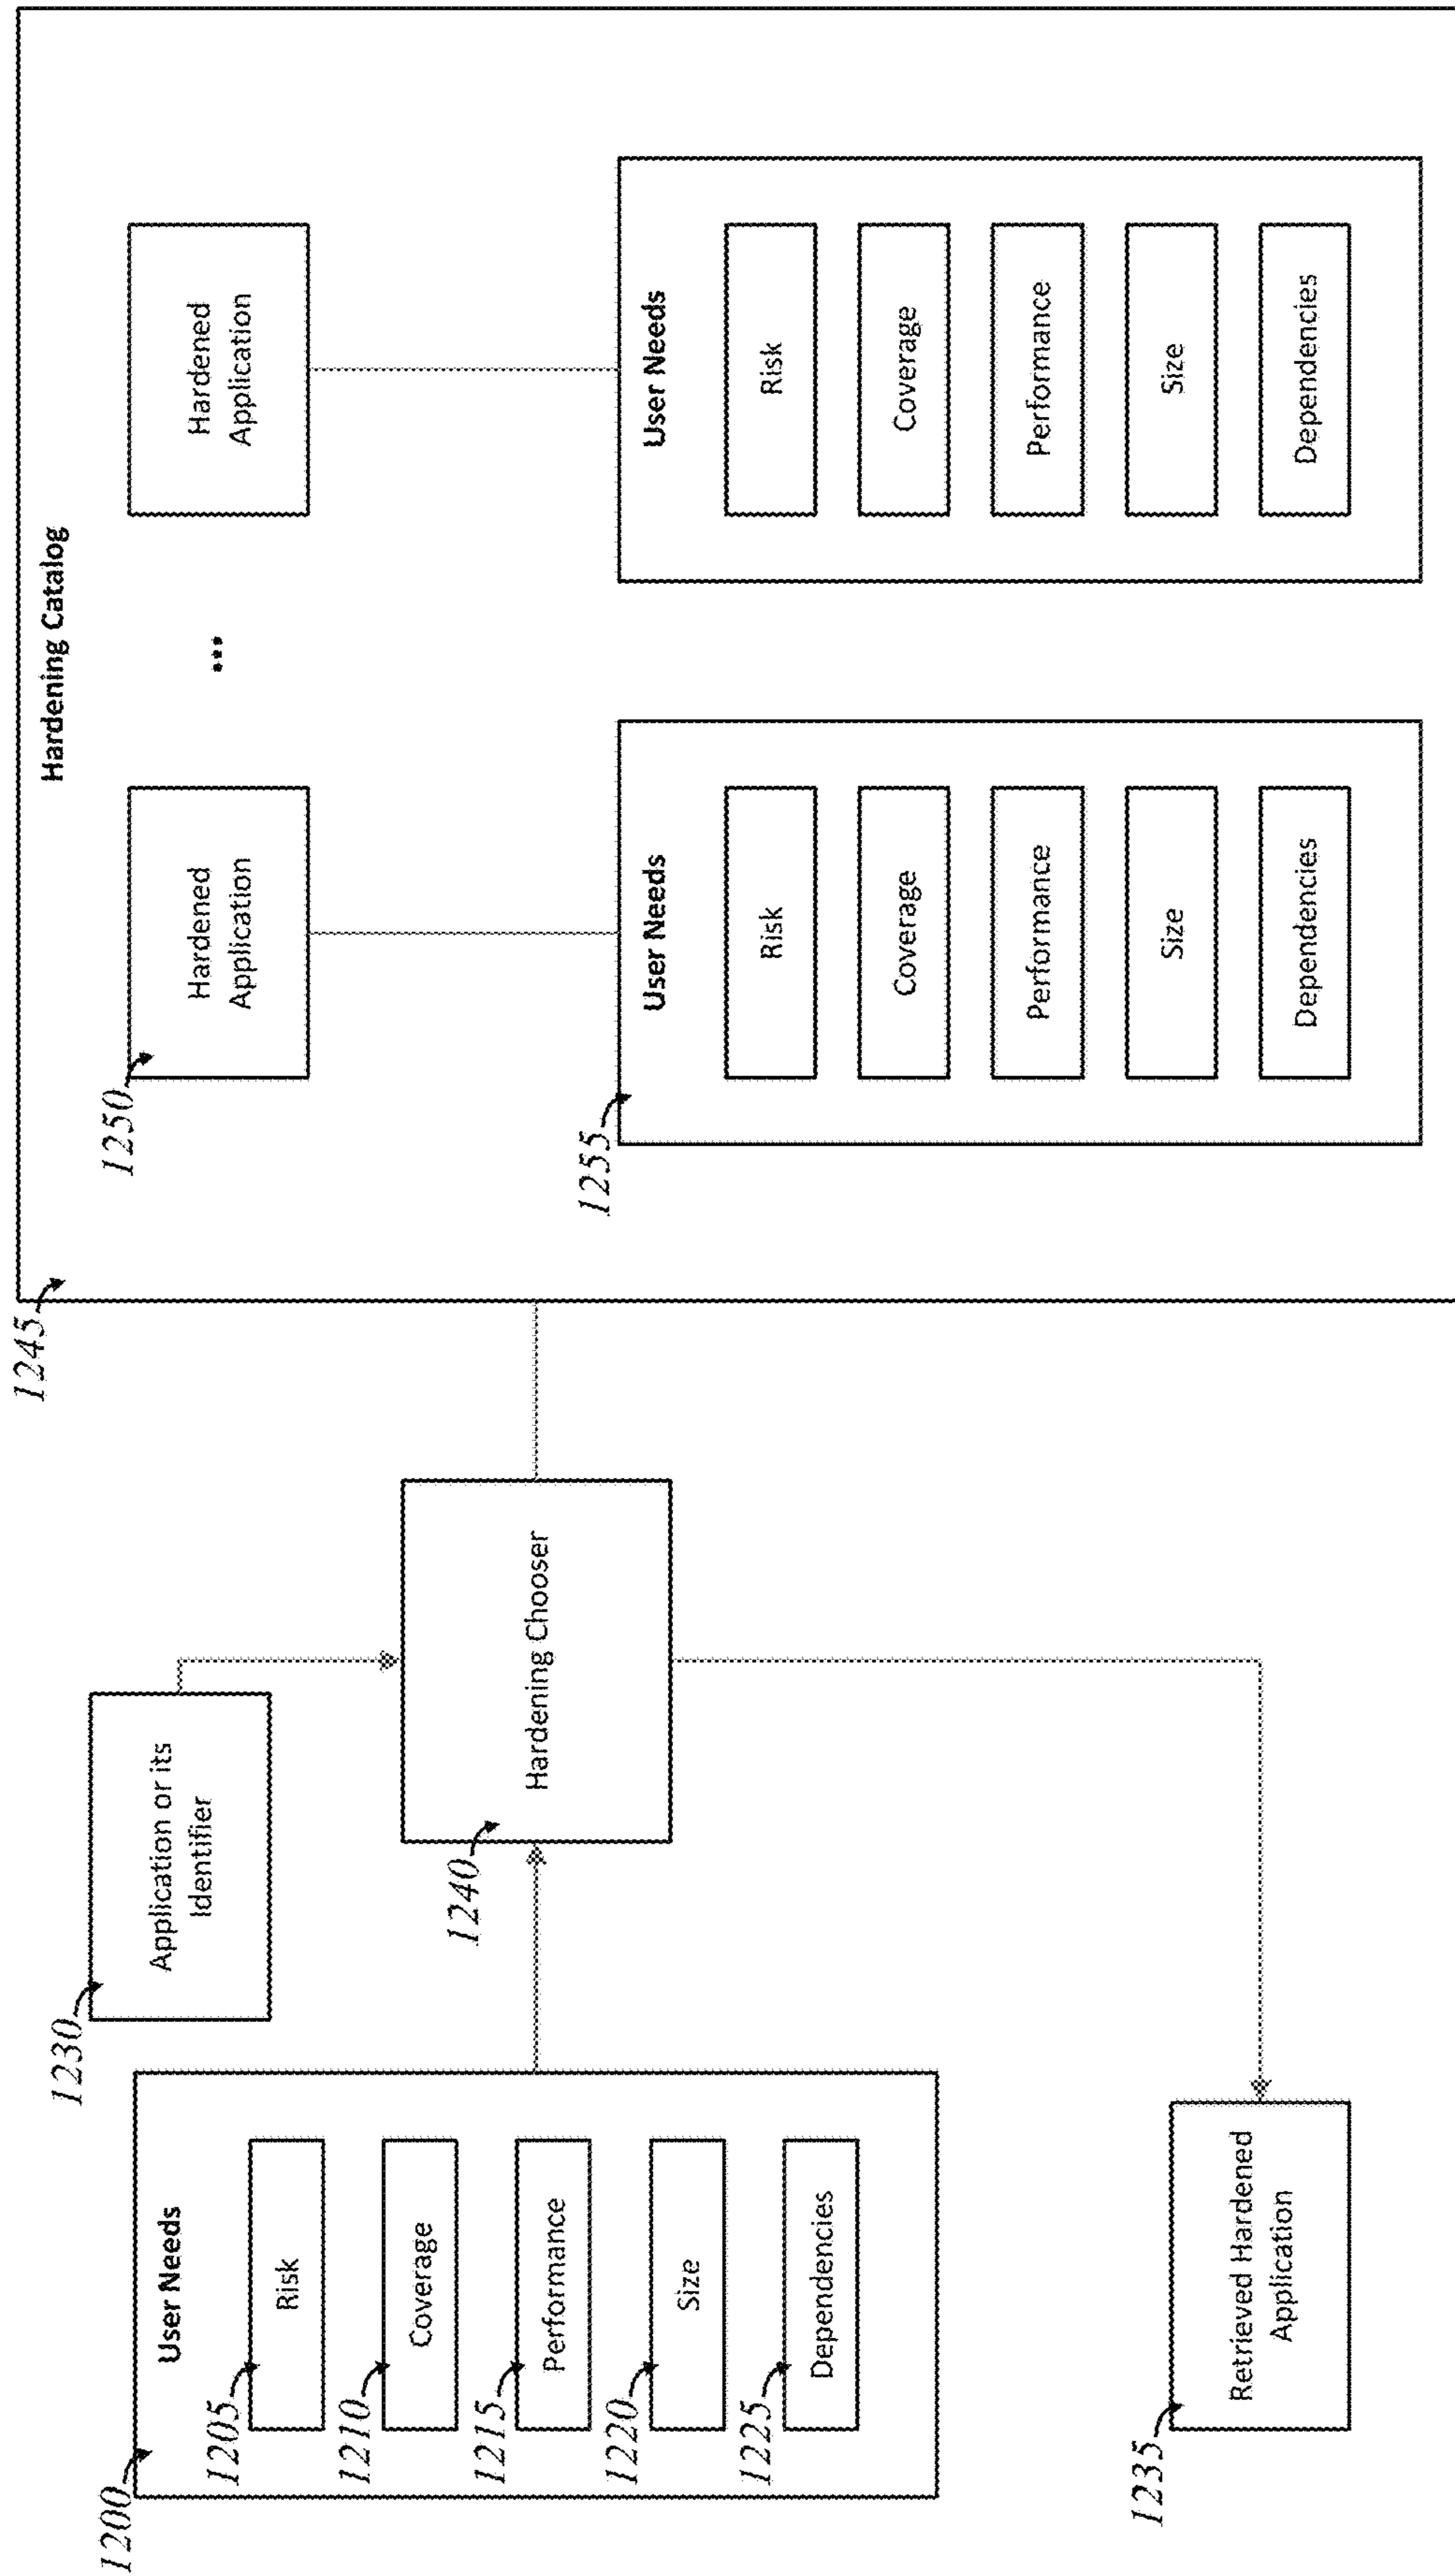 1200
User Needs
1205
Risk
1210
Coverage
1215
Performance
1220
Size
1225
Dependencies
1230
Application or its
Identifier
1235
Retrieved Hardened
Application
1240
Hardening Chooser
1245
Hardening Catalog
1250
Hardened
Application
...
Hardened
Application
1255
User Needs
Risk
Coverage
Performance
Size
Dependencies
User Needs
Risk
Coverage
Performance
Size
Dependencies